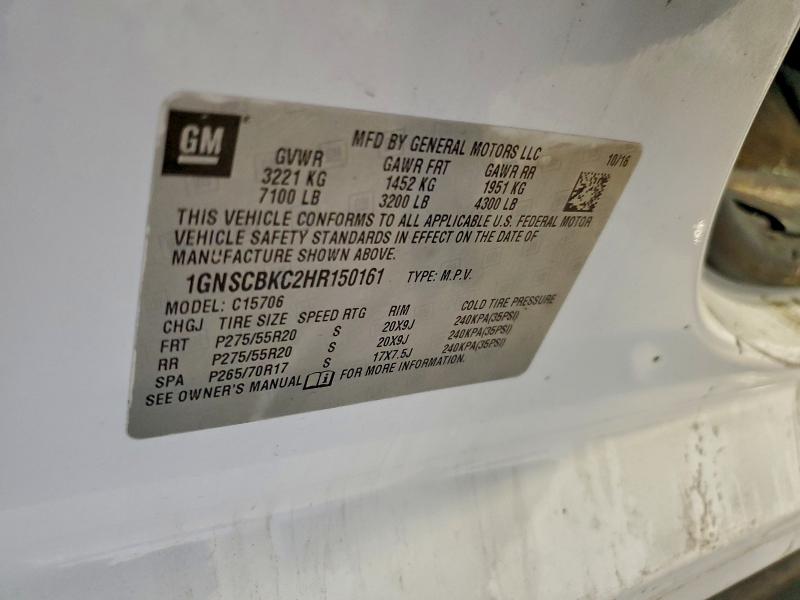 GM
MFD BY GENERAL MOTORS LLC 10/16
GVWR GAWR FRT GAWR RR
3221 KG 1452 KG 1951 KG
7100 LB 3200 LB 4300 LB
THIS VEHICLE CONFORMS TO ALL APPLICABLE U.S. FEDERAL MOTOR
VEHICLE SAFETY STANDARDS IN EFFECT ON THE DATE OF
MANUFACTURE SHOWN ABOVE.
1GNSCBKC2HR150161 TYPE: M.P.V.
MODEL: C15706
CHGJ TIRE SIZE SPEED RTG RIM COLD TIRE PRESSURE
FRT P275/55R20 S 20X9J 240KPA(35PSI)
RR P275/55R20 S 20X9J 240KPA(35PSI)
SPA P265/70R17 S 17X7.5J 240KPA(35PSI)
SEE OWNER'S MANUAL FOR MORE INFORMATION.